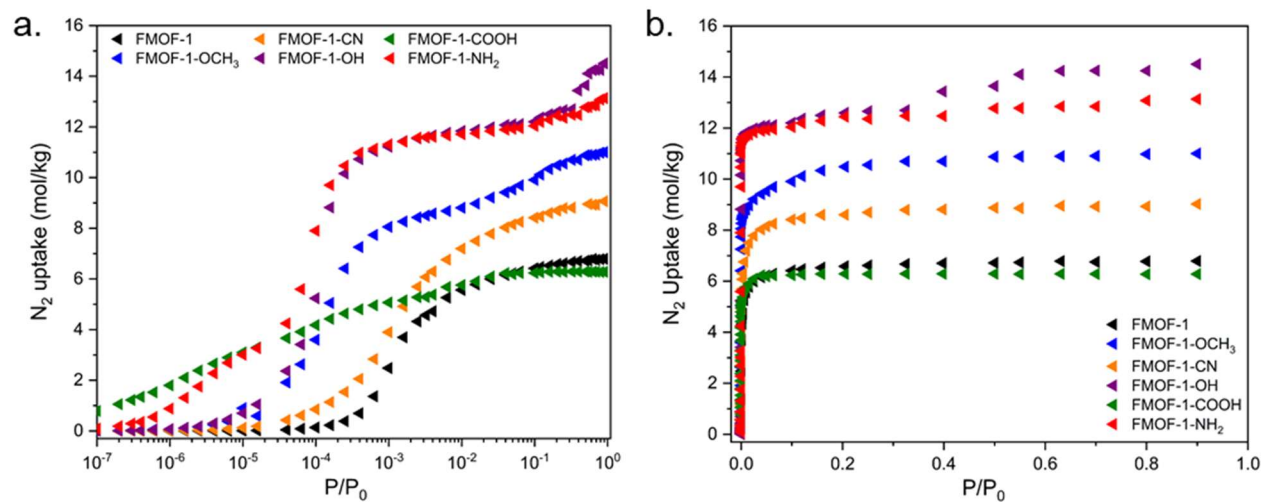 a.
N₂ uptake (mol/kg)
16
14
12
10
8
6
4
2
0
FMOF-1 FMOF-1-CN FMOF-1-COOH
FMOF-1-OCH₃ FMOF-1-OH FMOF-1-NH₂
10⁻⁷ 10⁻⁶ 10⁻⁵ 10⁻⁴ 10⁻³ 10⁻² 10⁻¹ 10⁰
P/P₀
b.
N₂ Uptake (mol/kg)
16
14
12
10
8
6
4
2
0
FMOF-1
FMOF-1-OCH₃
FMOF-1-CN
FMOF-1-OH
FMOF-1-COOH
FMOF-1-NH₂
0.0 0.2 0.4 0.6 0.8 1.0
P/P₀